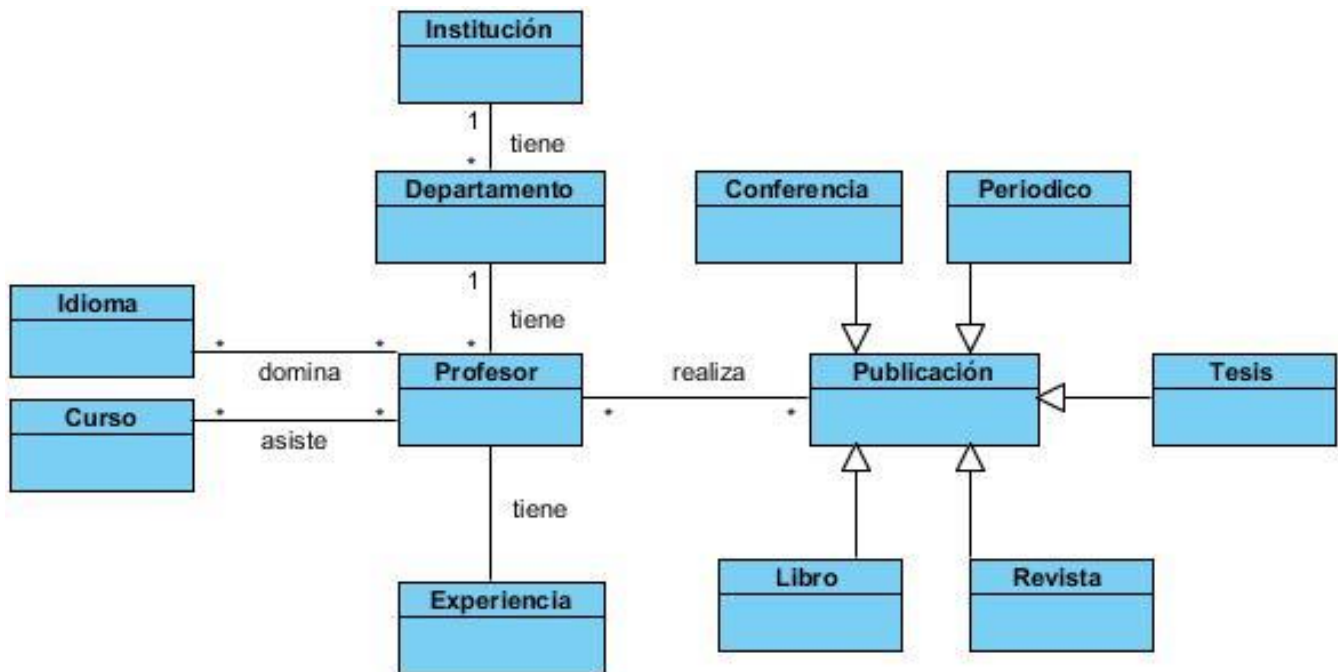 Institución
1
tiene
*
Departamento
Conferencia
Periodico
1
tiene
*
Idioma
*
*
domina
Profesor
realiza
Publicación
Tesis
*
*
Curso
*
*
asiste
tiene
Libro
Revista
Experiencia